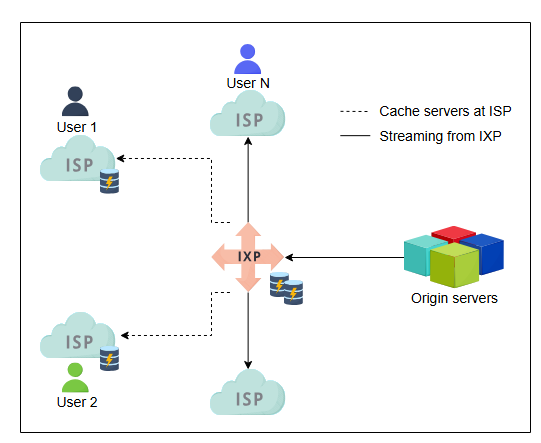 User N
ISP
User 1
ISP
Cache servers at ISP
Streaming from IXP
IXP
Origin servers
ISP
User 2
ISP